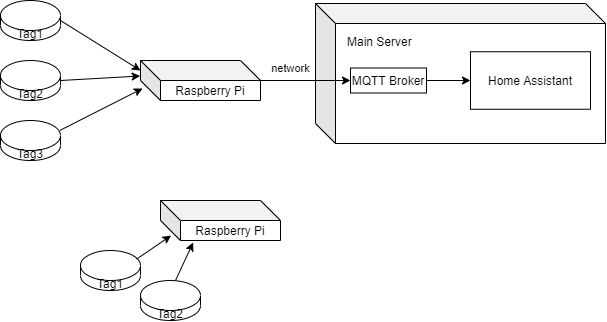 Tag1
Tag2
Tag3
Raspberry Pi
network
Main Server
MQTT Broker
Home Assistant
Raspberry Pi
Tag1
Tag2